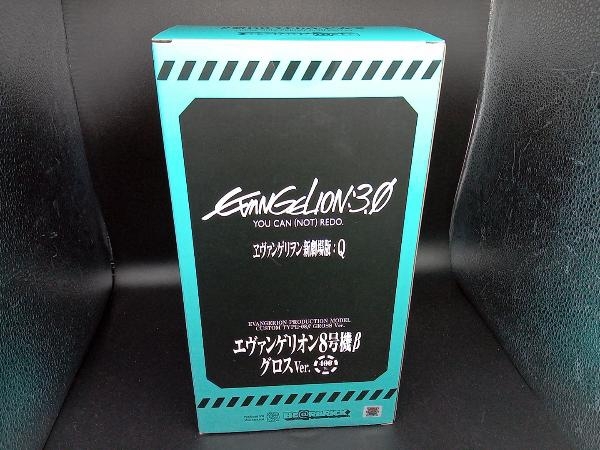 EVANGELION:3.0
YOU CAN (NOT) REDO.
ヱヴァンゲリヲン新劇場版：Q
EVANGERION PRODUCTION MODEL
CUSTOM TYPE-08β GROSS Ver.
エヴァンゲリオン8号機β
グロスVer. 400%
BE@RBRICK